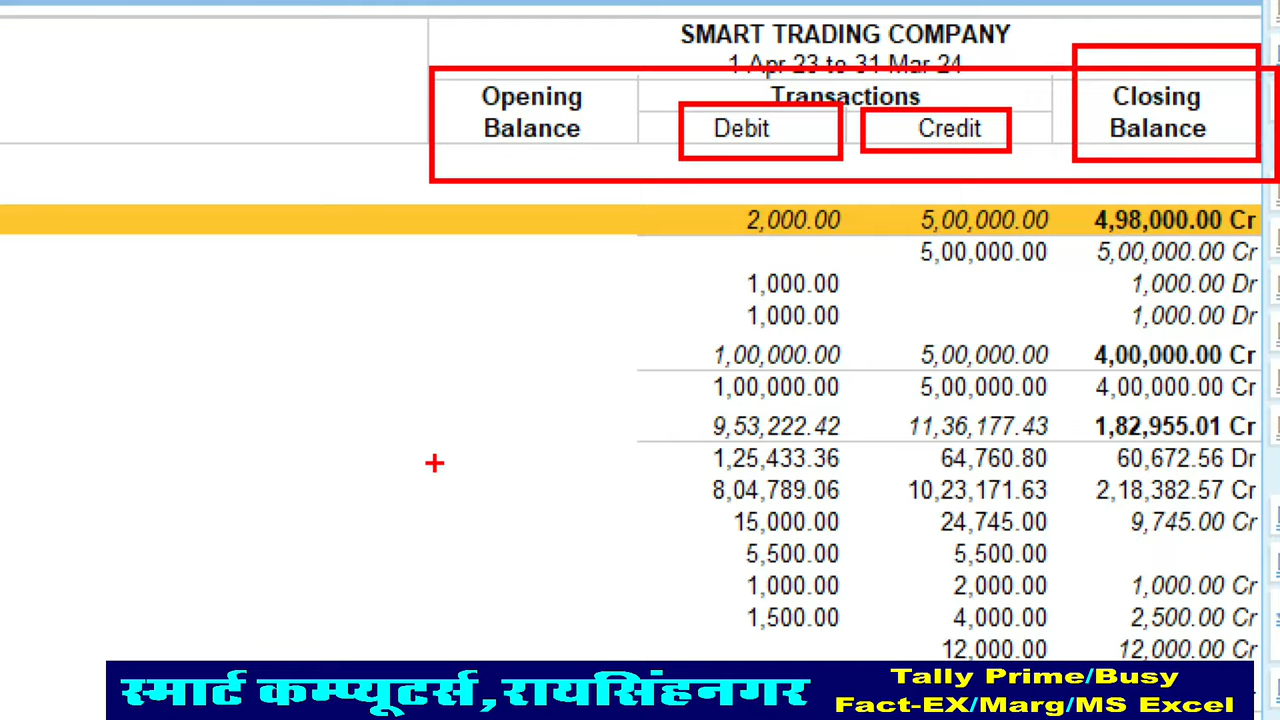 SMART TRADING COMPANY
1 Apr 23 to 31 Mar 24
Opening Balance Transactions Closing Balance
Debit Credit
2,000.00 5,00,000.00 4,98,000.00 Cr
5,00,000.00 5,00,000.00 Cr
1,000.00 1,000.00 Dr
1,000.00 1,000.00 Dr
1,00,000.00 5,00,000.00 4,00,000.00 Cr
1,00,000.00 5,00,000.00 4,00,000.00 Cr
9,53,222.42 11,36,177.43 1,82,955.01 Cr
1,25,433.36 64,760.80 60,672.56 Dr
8,04,789.06 10,23,171.63 2,18,382.57 Cr
15,000.00 24,745.00 9,745.00 Cr
5,500.00 5,500.00
1,000.00 2,000.00 1,000.00 Cr
1,500.00 4,000.00 2,500.00 Cr
12,000.00 12,000.00 Cr
स्मार्ट कम्प्यूटर्स,रायसिंहनगर
Tally Prime/Busy
Fact-EX/Marg/MS Excel